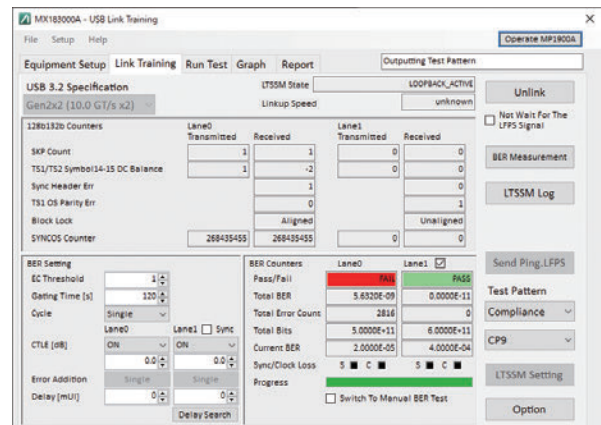 MX183000A - USB Link Training
File Setup Help
Operate MP1900A
Equipment Setup Link Training Run Test Graph Report
Outputting Test Pattern
USB 3.2 Specification
LTSSM State LOOPBACK_ACTIVE
Gen2x2 (10.0 GT/s x2)
Linkup Speed unknown
Unlink
Not Wait For The
LFPS Signal
128b132b Counters Lane0 Lane1
Transmitted Received Transmitted Received
SKP Count 1 1 0 0
TS1/TS2 Symbol14-15 DC Balance 1 -2 0 0
Sync Header Err 1 0
TS1 OS Parity Err 0 1
Block Lock Aligned Unaligned
SYNCOS Counter 268435455 268435455 0 0
BER Measurement
LTSSM Log
BER Setting
EC Threshold 1
Gating Time [s] 120
Cycle Single
Lane0 Lane1 Sync
CTLE [dB] ON ON
0.0 0.0
Error Addition Single Single
Delay [mUI] 0 0
Delay Search
BER Counters Lane0 Lane1
Pass/Fail FAIL PASS
Total BER 5.6320E-09 0.0000E-11
Total Error Count 2816 0
Total Bits 5.0000E+11 6.0000E+11
Current BER 2.0000E-05 4.0000E-04
Sync/Clock Loss S C S C
Progress
Switch To Manual BER Test
Send Ping.LFPS
Test Pattern
Compliance
CP9
LTSSM Setting
Option